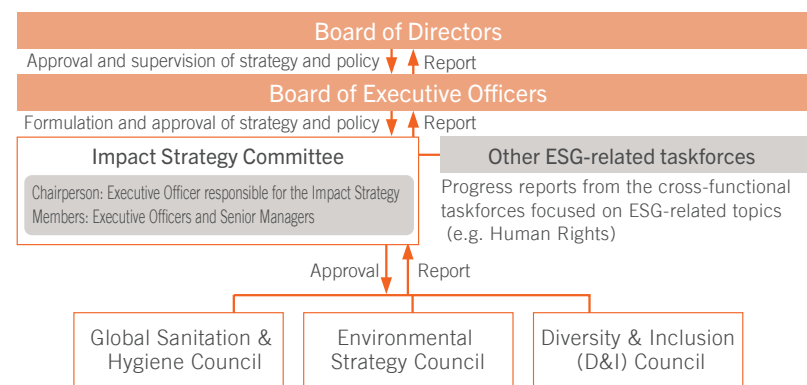 Board of Directors
Approval and supervision of strategy and policy
Report
Board of Executive Officers
Formulation and approval of strategy and policy
Report
Impact Strategy Committee
Chairperson: Executive Officer responsible for the Impact Strategy
Members: Executive Officers and Senior Managers
Other ESG-related taskforces
Progress reports from the cross-functional
taskforces focused on ESG-related topics
(e.g. Human Rights)
Approval
Report
Global Sanitation &
Hygiene Council
Environmental
Strategy Council
Diversity & Inclusion
(D&I) Council